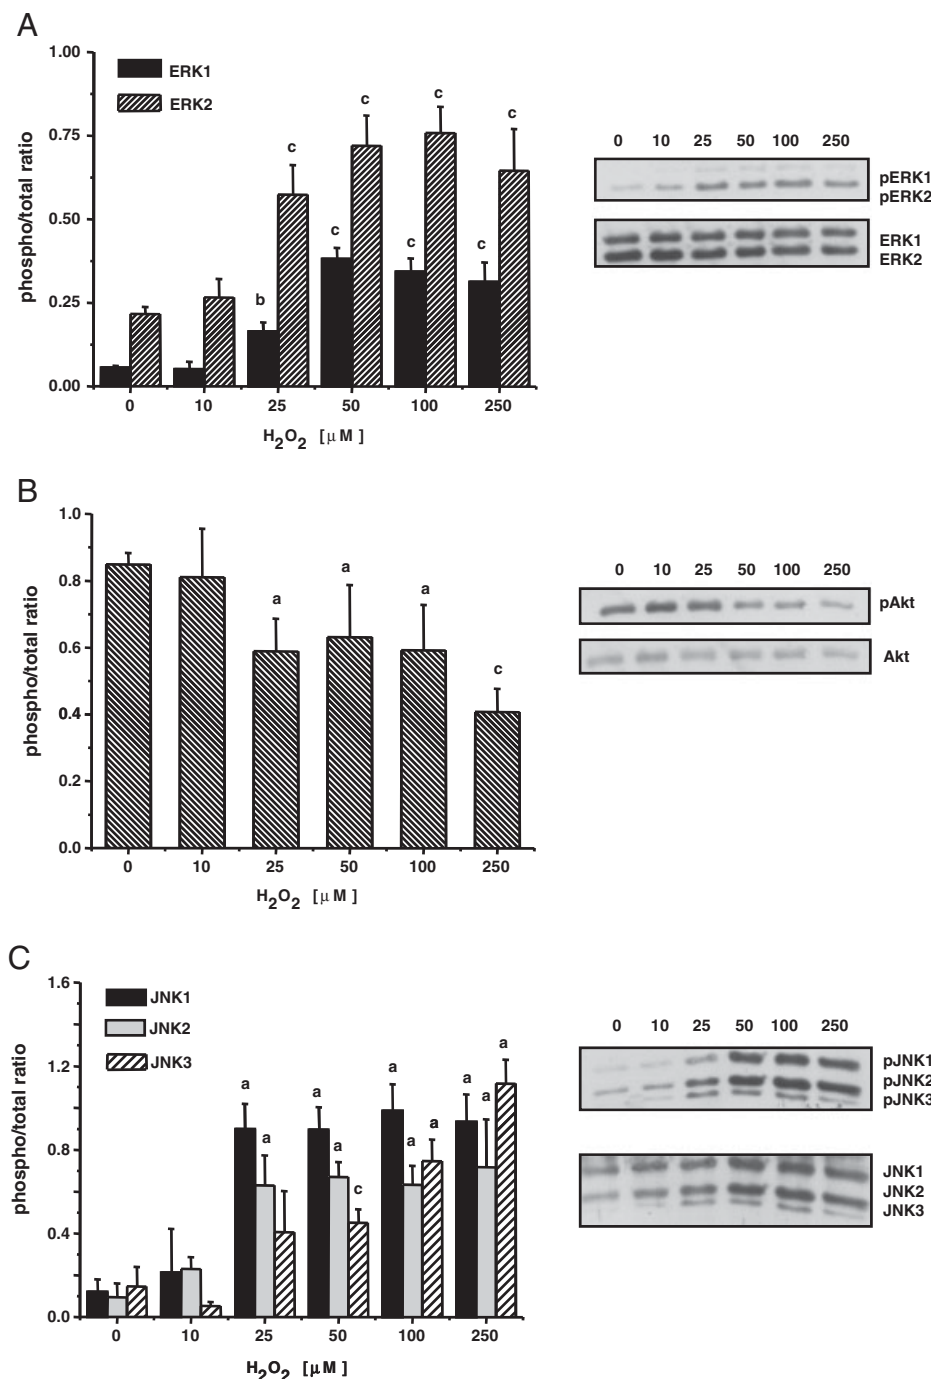 A
1.00
0.75
0.50
0.25
0.00
phospho/total ratio
ERK1
ERK2
b
c
c
c
c
c
c
c
0 10 25 50 100 250
H2O2 [μM]
0 10 25 50 100 250
pERK1
pERK2
ERK1
ERK2
B
1.0
0.8
0.6
0.4
0.2
0.0
phospho/total ratio
a
a
a
c
0 10 25 50 100 250
H2O2 [μM]
0 10 25 50 100 250
pAkt
Akt
C
1.6
1.2
0.8
0.4
0.0
phospho/total ratio
JNK1
JNK2
JNK3
a
a
a
a
c
a
a
a
a
a
a
0 10 25 50 100 250
H2O2 [μM]
0 10 25 50 100 250
pJNK1
pJNK2
pJNK3
JNK1
JNK2
JNK3